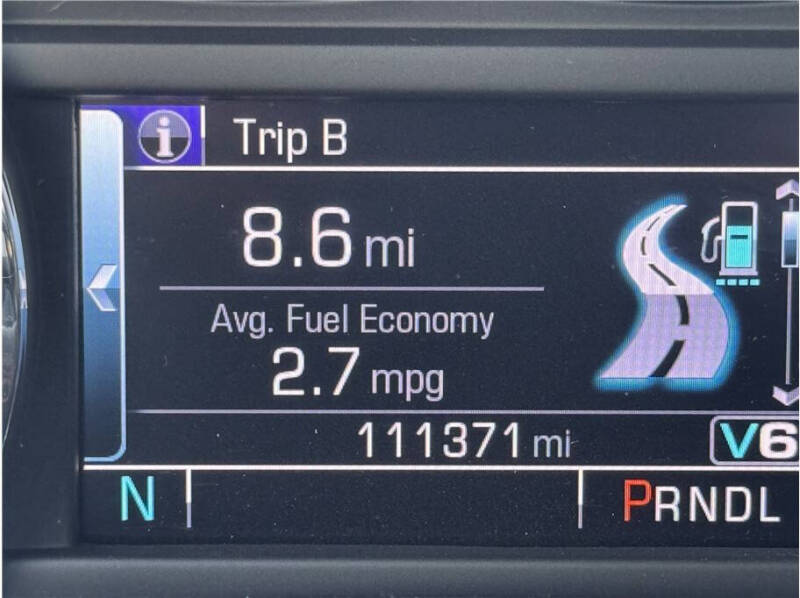 i Trip B
8.6 mi
Avg. Fuel Economy
2.7 mpg
111371 mi
V6
N PRNDL